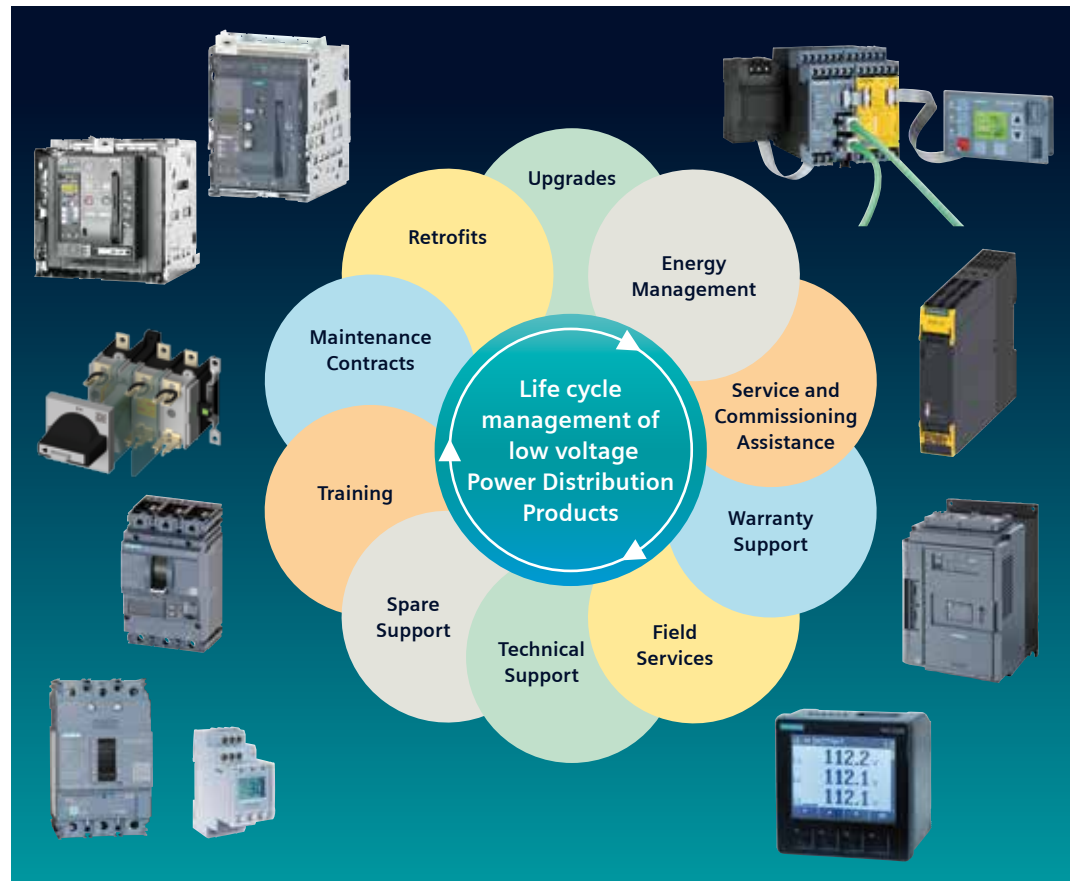 Upgrades
Energy
Management
Service and
Commissioning
Assistance
Warranty
Support
Field
Services
Technical
Support
Spare
Support
Training
Maintenance
Contracts
Retrofits
Life cycle
management of
low voltage
Power Distribution
Products
112.2
112.1
112.1